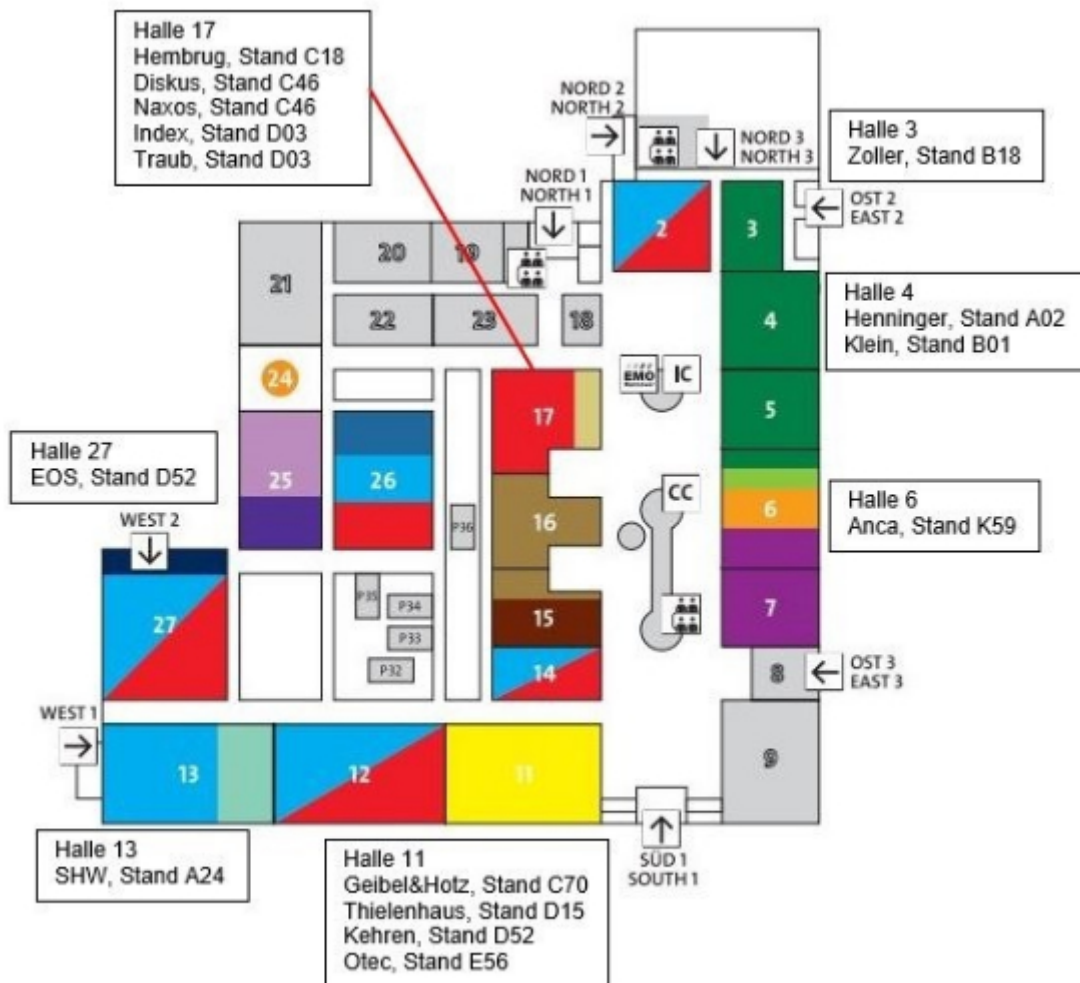 Halle 17
Hembrug, Stand C18
Diskus, Stand C46
Naxos, Stand C46
Index, Stand D03
Traub, Stand D03
NORD 2
NORTH 2
NORD 3
NORTH 3
Halle 3
Zoller, Stand B18
NORD 1
NORTH 1
OST 2
EAST 2
2
3
20
19
21
22
23
18
4
Halle 4
Henninger, Stand A02
Klein, Stand B01
24
EMO
IC
17
5
Halle 27
EOS, Stand D52
25
26
CC
6
Halle 6
Anca, Stand K59
WEST 2
P36
16
27
P35
P34
P33
P32
15
7
14
8
OST 3
EAST 3
WEST 1
13
12
11
9
Halle 13
SHW, Stand A24
Halle 11
Geibel&Hotz, Stand C70
Thielenhaus, Stand D15
Kehren, Stand D52
Otec, Stand E56
SÜD 1
SOUTH 1